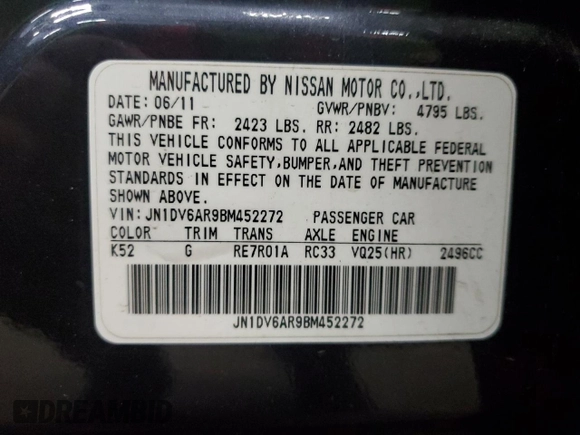 MANUFACTURED BY NISSAN MOTOR CO.,LTD.
DATE: 06/11 GVWR/PNBV: 4795 LBS.
GAWR/PNBE FR: 2423 LBS. RR: 2482 LBS.
THIS VEHICLE CONFORMS TO ALL APPLICABLE FEDERAL
MOTOR VEHICLE SAFETY,BUMPER,AND THEFT PREVENTION
STANDARDS IN EFFECT ON THE DATE OF MANUFACTURE
SHOWN ABOVE.
VIN: JN1DV6AR9BM452272 PASSENGER CAR
COLOR TRIM TRANS AXLE ENGINE
K52 G RE7R01A RC33 VQ25(HR) 2496CC
JN1DV6AR9BM452272
DREAMBID